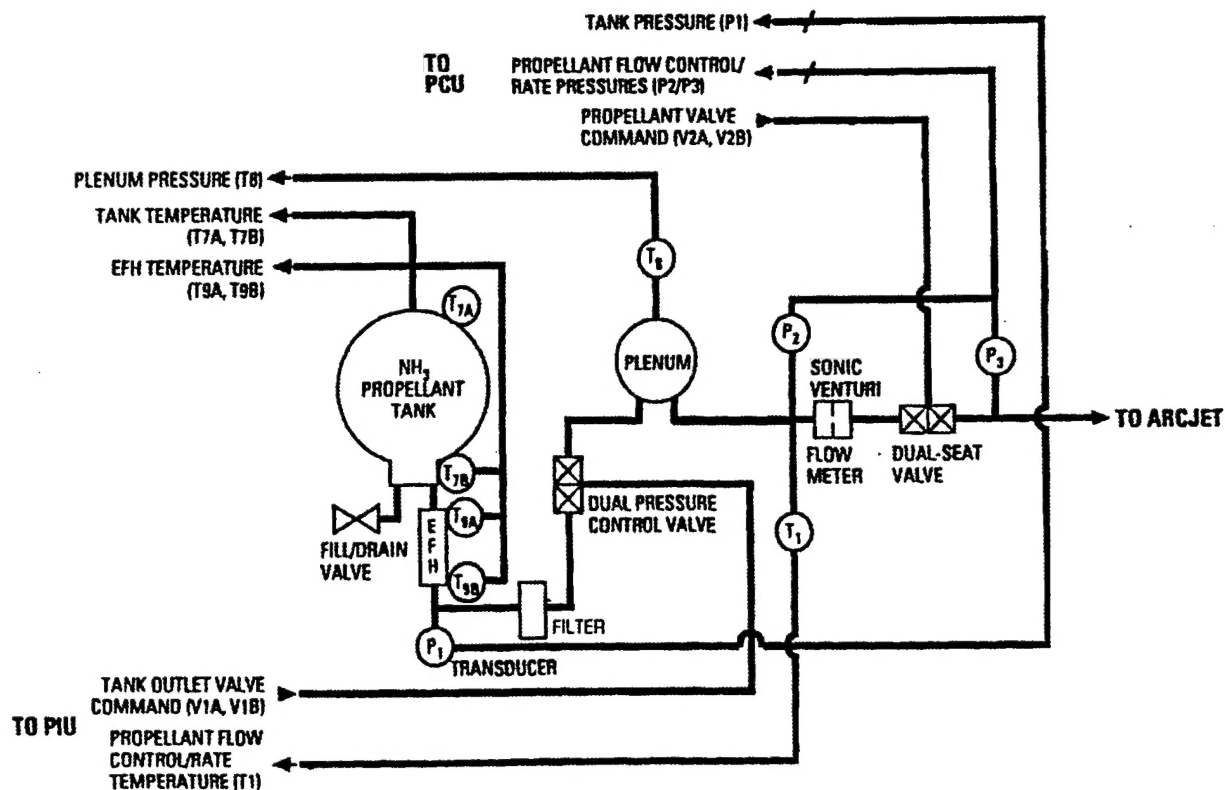 TANK PRESSURE (P1)
TO
PCU
PROPELLANT FLOW CONTROL/
RATE PRESSURES (P2/P3)
PROPELLANT VALVE
COMMAND (V2A, V2B)
PLENUM PRESSURE (T8)
TANK TEMPERATURE
(T7A, T7B)
EFH TEMPERATURE
(T9A, T9B)
T7A
T8
P2
P3
NH3
PROPELLANT
TANK
PLENUM
SONIC
VENTURI
TO ARCJET
FLOW
METER
DUAL-SEAT
VALVE
T7B
DUAL PRESSURE
CONTROL VALVE
FILL/DRAIN
VALVE
E
F
H
T9A
T9B
T1
FILTER
P1
TRANSDUCER
TANK OUTLET VALVE
COMMAND (V1A, V1B)
TO PIU
PROPELLANT FLOW
CONTROL/RATE
TEMPERATURE (T1)